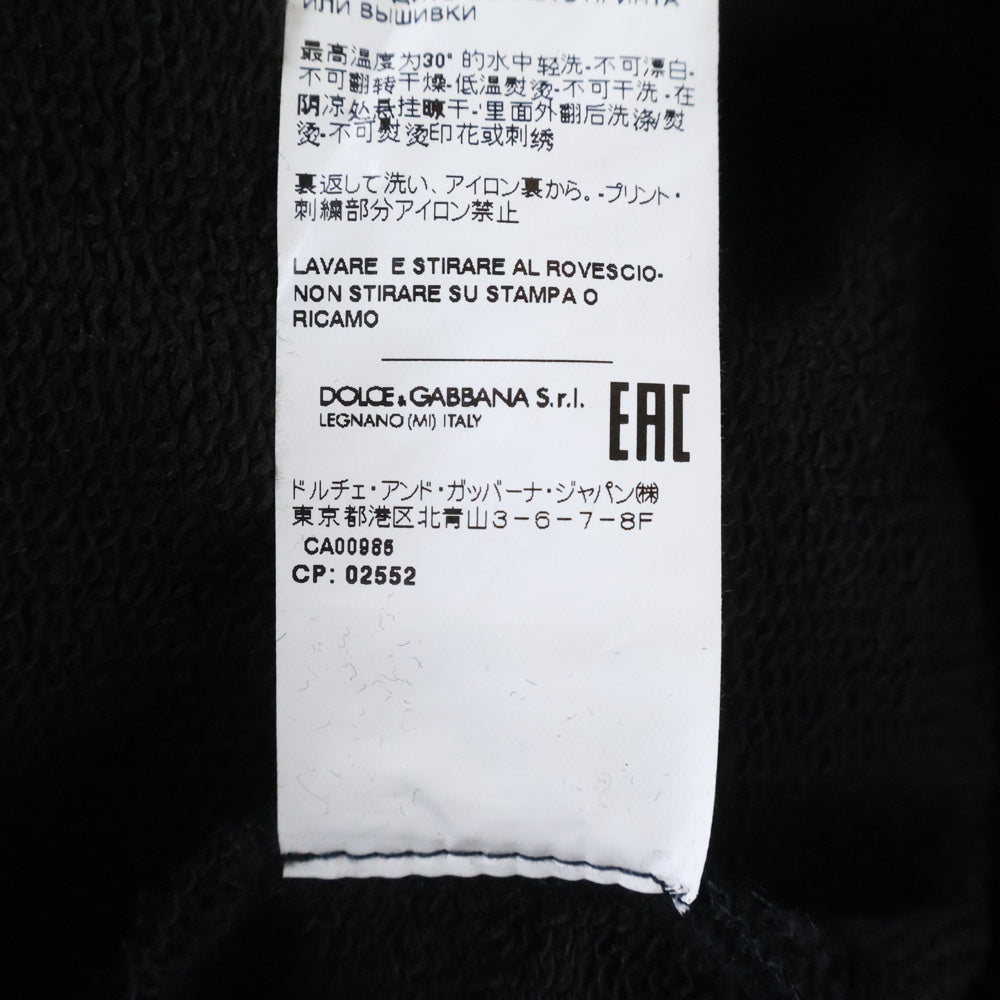 ИЛИ ВЫШИВКИ
最高温度为30°的水中轻洗-不可漂白-
不可翻转干燥-低温熨烫-不可干洗-在
阴凉处悬挂晾干-里面外翻后洗涤/熨
烫-不可熨烫印花或刺绣
裏返して洗い、アイロン裏から。-プリント・
刺繍部分アイロン禁止
LAVARE E STIRARE AL ROVESCIO-
NON STIRARE SU STAMPA O
RICAMO
DOLCE & GABBANA S.r.l.
LEGNANO (MI) ITALY
EAC
ドルチェ・アンド・ガッバーナ・ジャパン㈱
東京都港区北青山3-6-7-8F
CA00985
CP: 02552